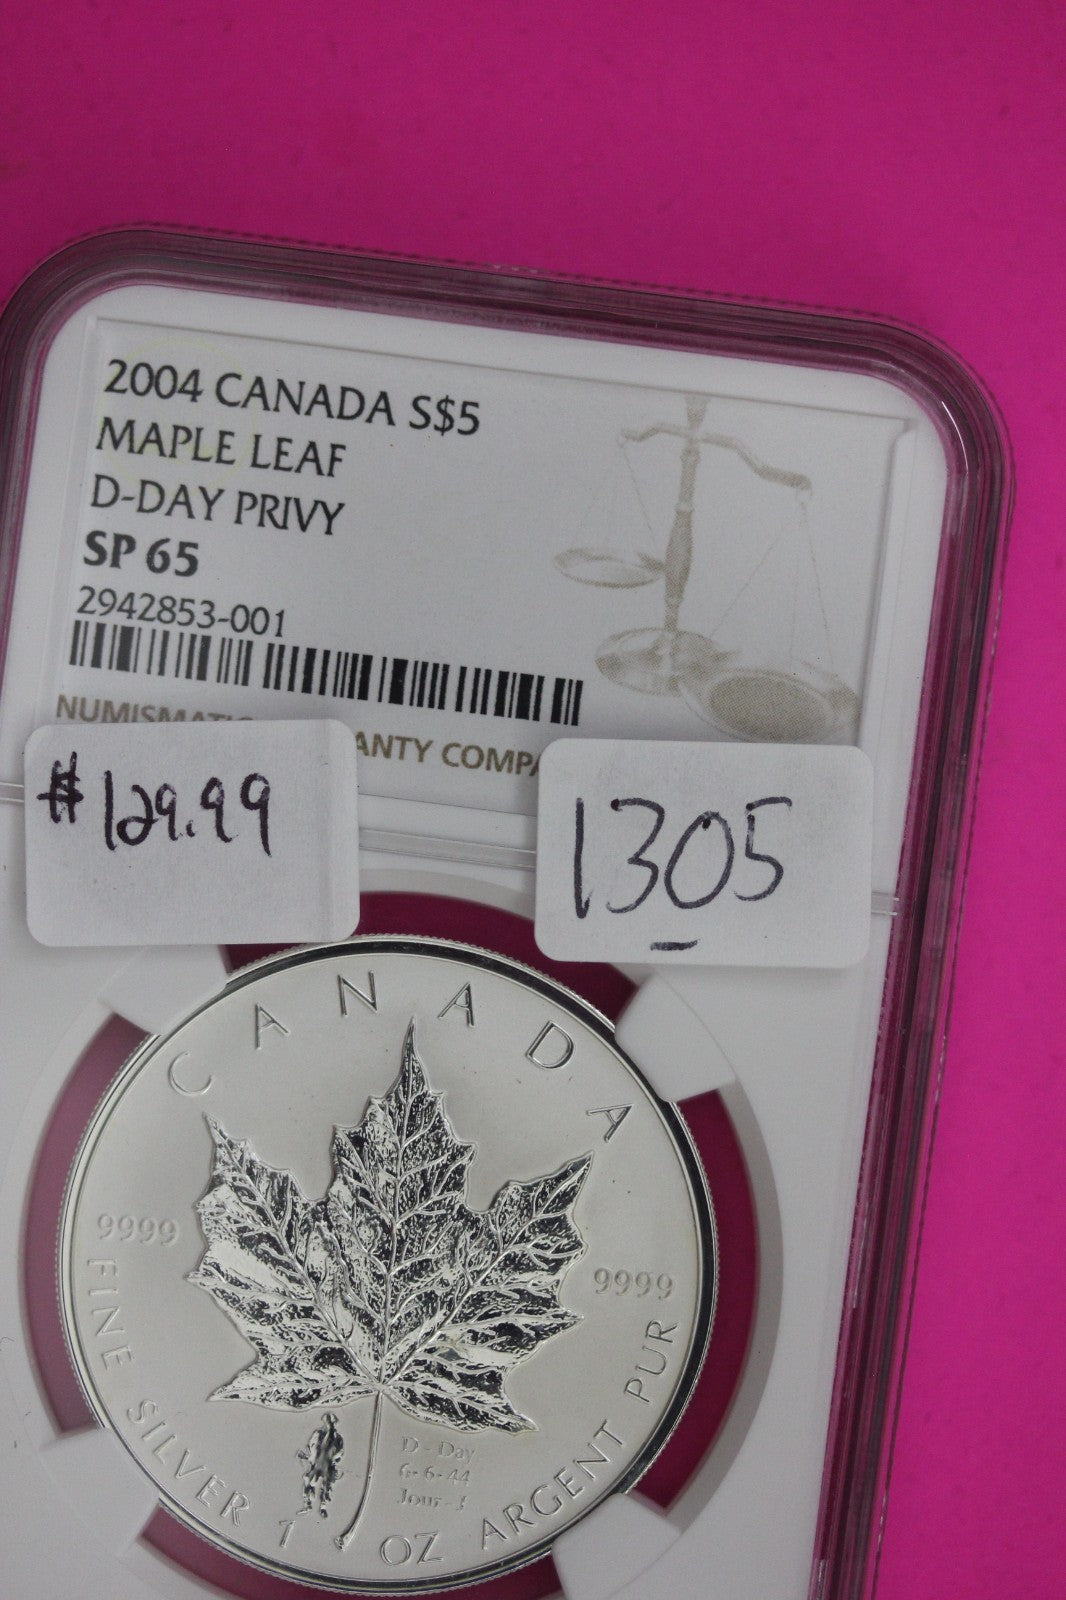 2004 CANADA S$5
MAPLE LEAF
D-DAY PRIVY
SP 65
2942853-001
NUMISMATIC
ANTY COMPA
$129.99
1305
CANADA
9999
9999
FINE SILVER 1 OZ ARGENT PUR
D-Day
6-6-44
Jour-J